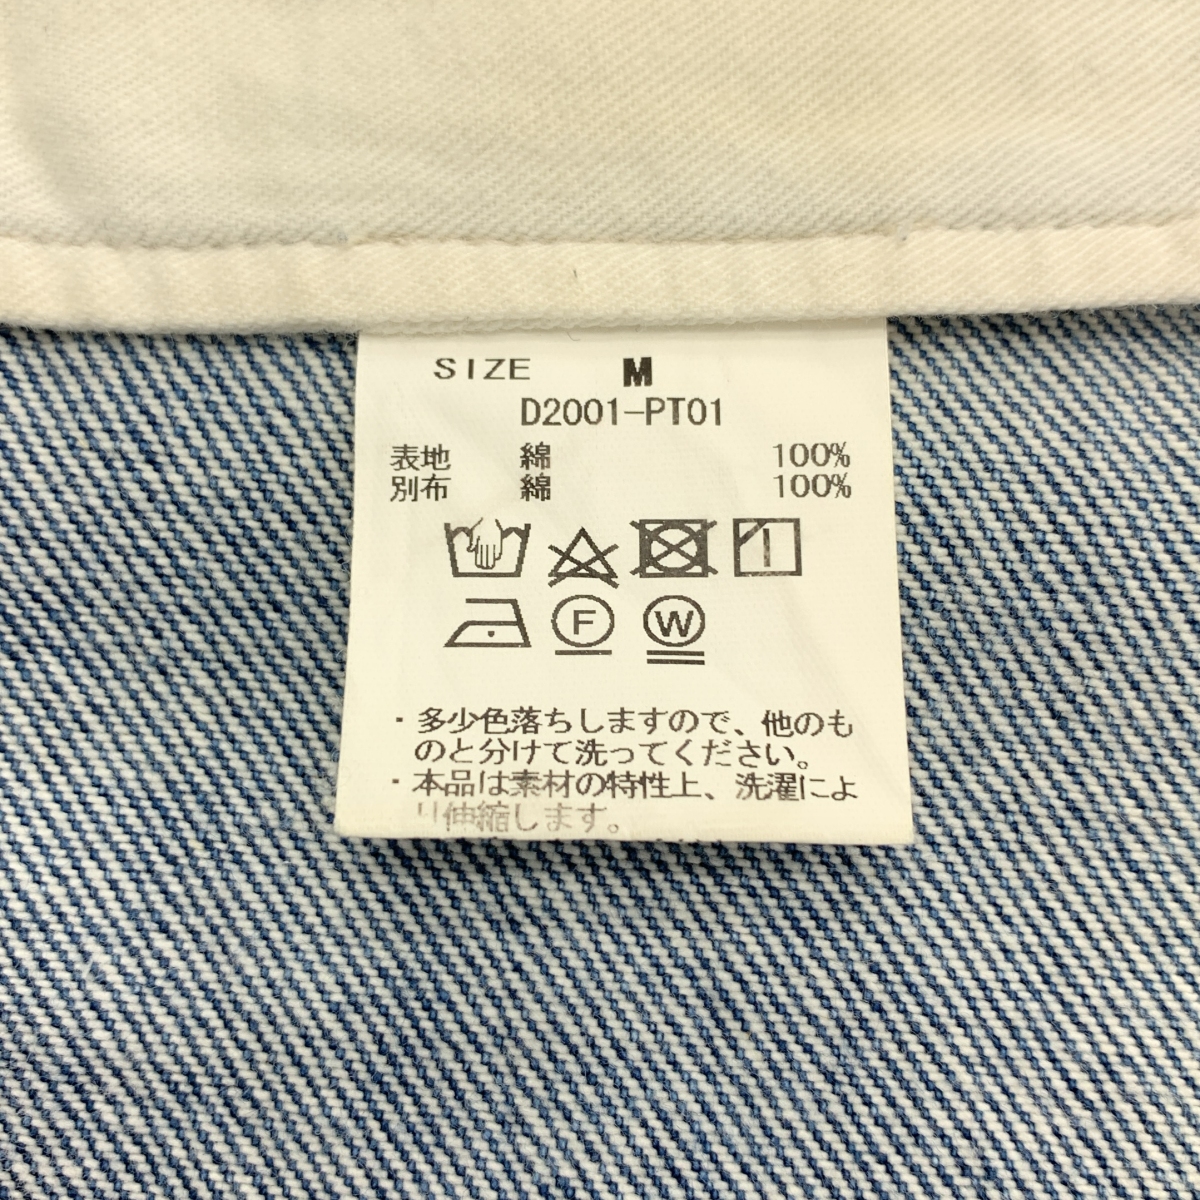 SIZE M
D2001-PT01
表地 綿 100%
別布 綿 100%
F W
・多少色落ちしますので、他のも
のと分けて洗ってください。
・本品は素材の特性上、洗濯によ
り伸縮します。